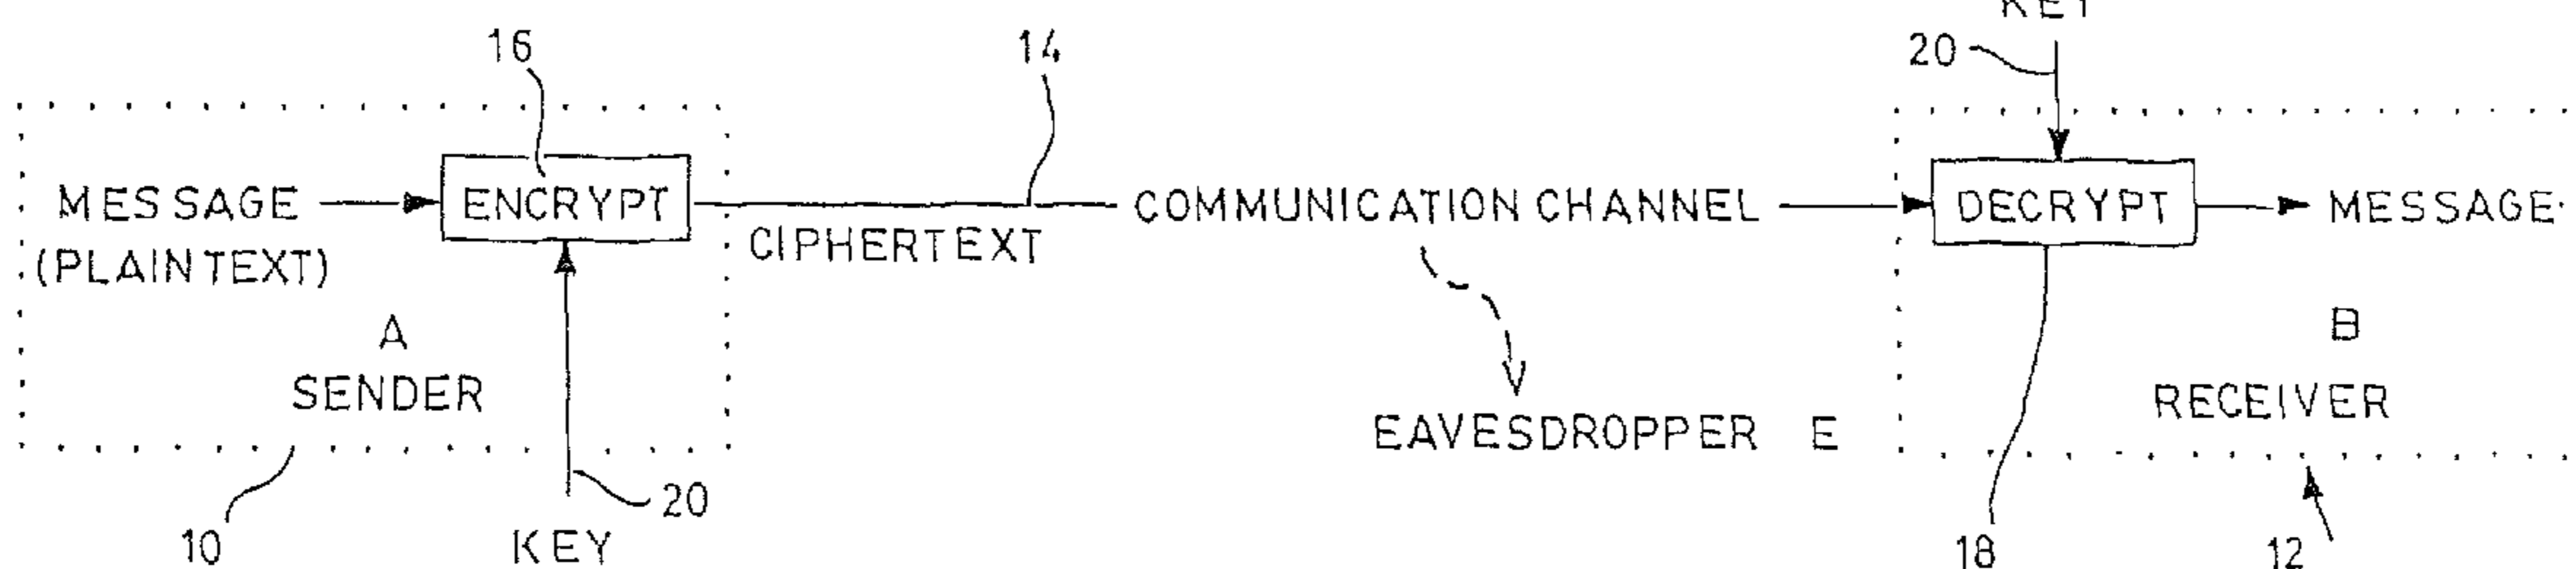 KEY
16
14
20
MESSAGE
ENCRYPT
COMMUNICATION CHANNEL
DECRYPT
MESSAGE
(PLAINTEXT)
CIPHERTEXT
A
SENDER
B
RECEIVER
EAVESDROPPER E
20
10
KEY
18
12